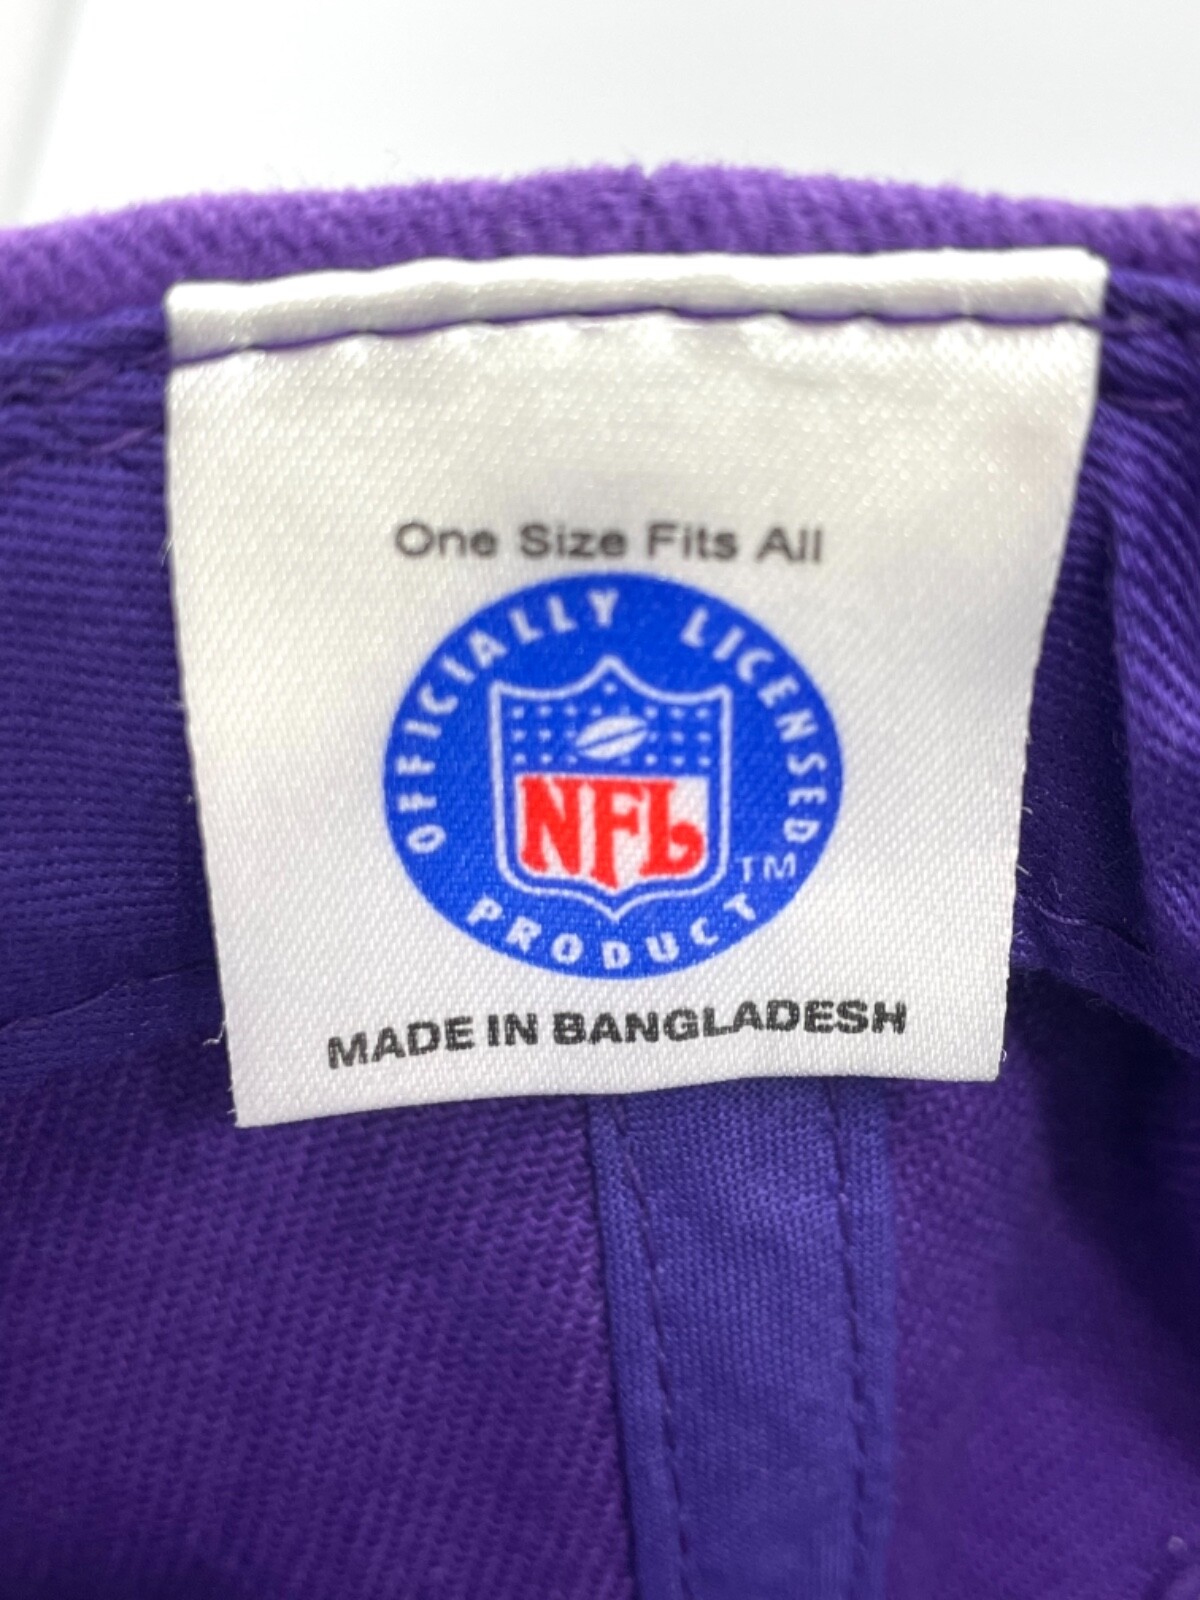 One Size Fits All
OFFICIALLY LICENSED
NFL
TM
PRODUCT
MADE IN BANGLADESH